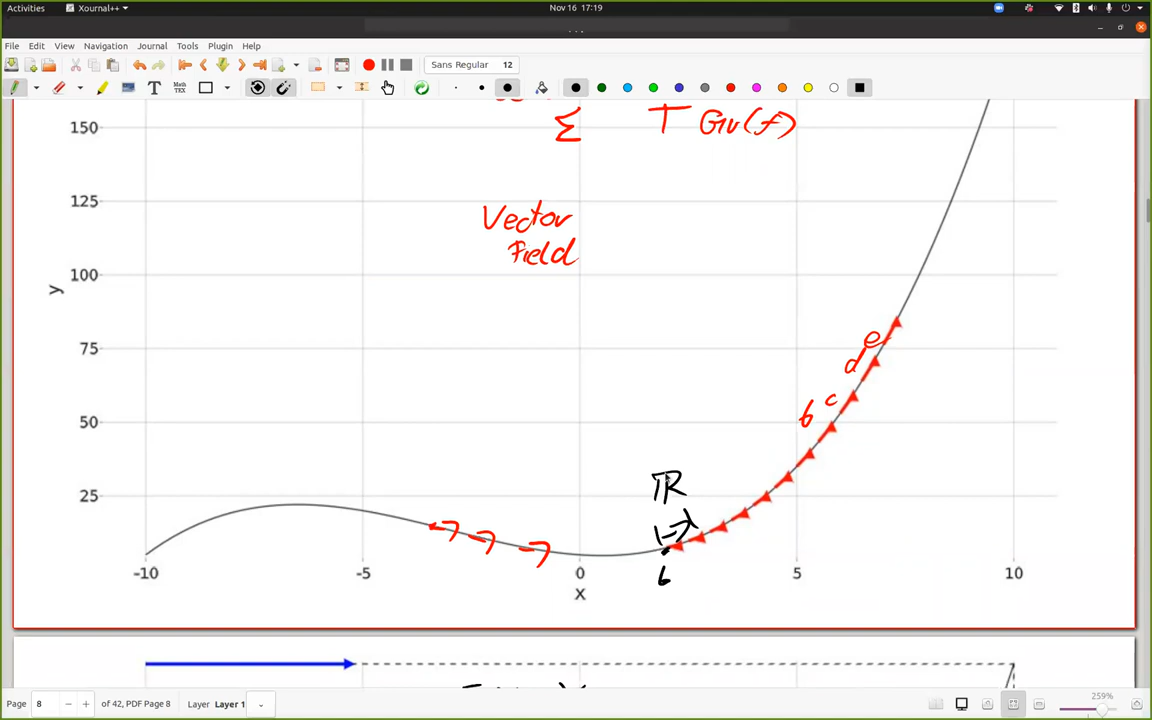 Activities Xournal++ Nov 16 17:19
File Edit View Navigation Journal Tools Plugin Help
Sans Regular 12
Σ T Gr(f)
150
125
Vector
Field
100
y
75
e
d
c
b
50
ℝ
25
b
-10 -5 0 5 10
x
Page 8 of 42, PDF Page 8 Layer Layer 1 259%